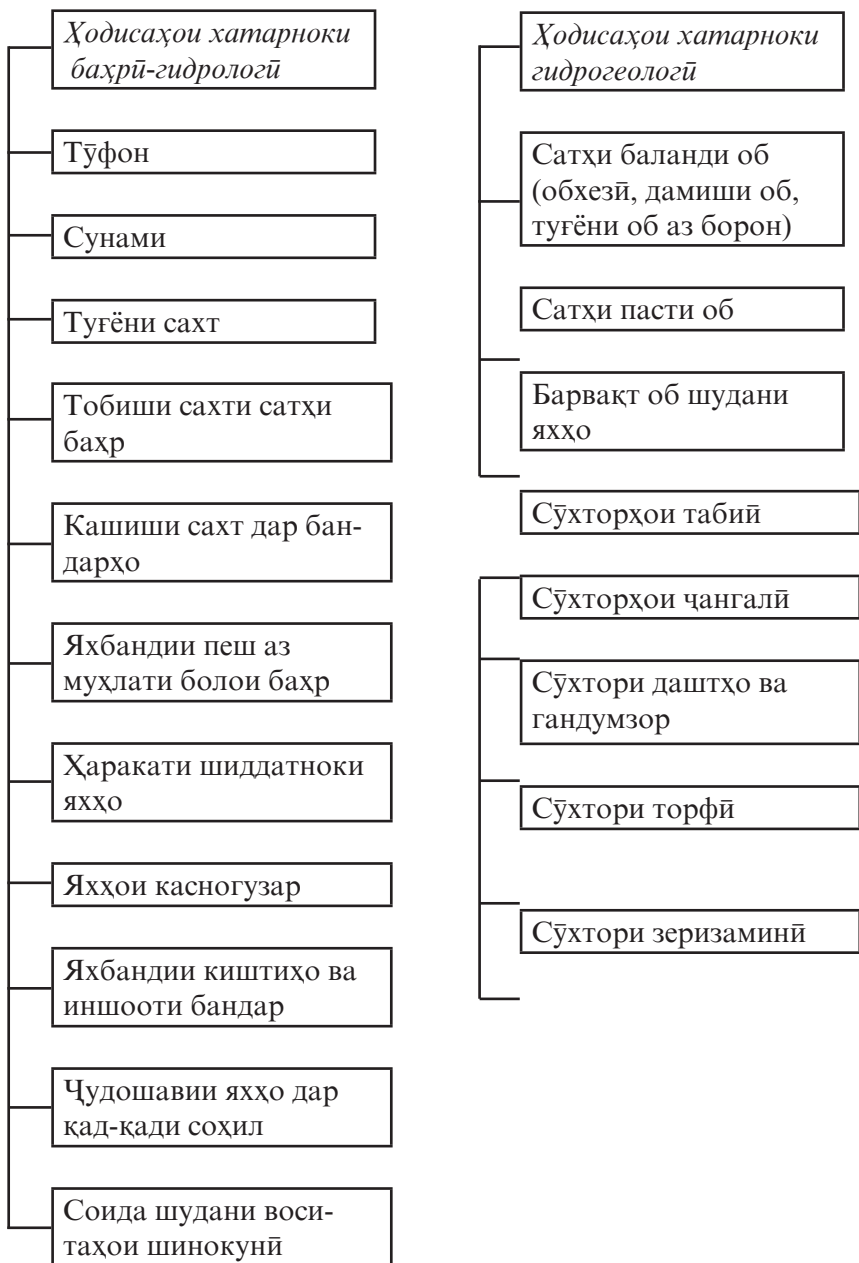 Ҳодисаҳои хатарноки
баҳрӣ-гидрологӣ
Тӯфон
Сунами
Туғёни сахт
Тобиши сахти сатҳи
баҳр
Кашиши сахт дар бан-
дарҳо
Яхбандии пеш аз
муҳлати болои баҳр
Ҳаракати шиддатноки
яхҳо
Яхҳои касногузар
Яхбандии киштиҳо ва
иншооти бандар
Ҷудошавии яхҳо дар
қад-қади соҳил
Соида шудани воси-
таҳои шинокунӣ
Ҳодисаҳои хатарноки
гидрогеологӣ
Сатҳи баланди об
(обхезӣ, дамиши об,
туғёни об аз борон)
Сатҳи пасти об
Барвақт об шудани
яхҳо
Сӯхторҳои табиӣ
Сӯхторҳои ҷангалӣ
Сӯхтори даштҳо ва
гандумзор
Сӯхтори торфӣ
Сӯхтори зеризаминӣ